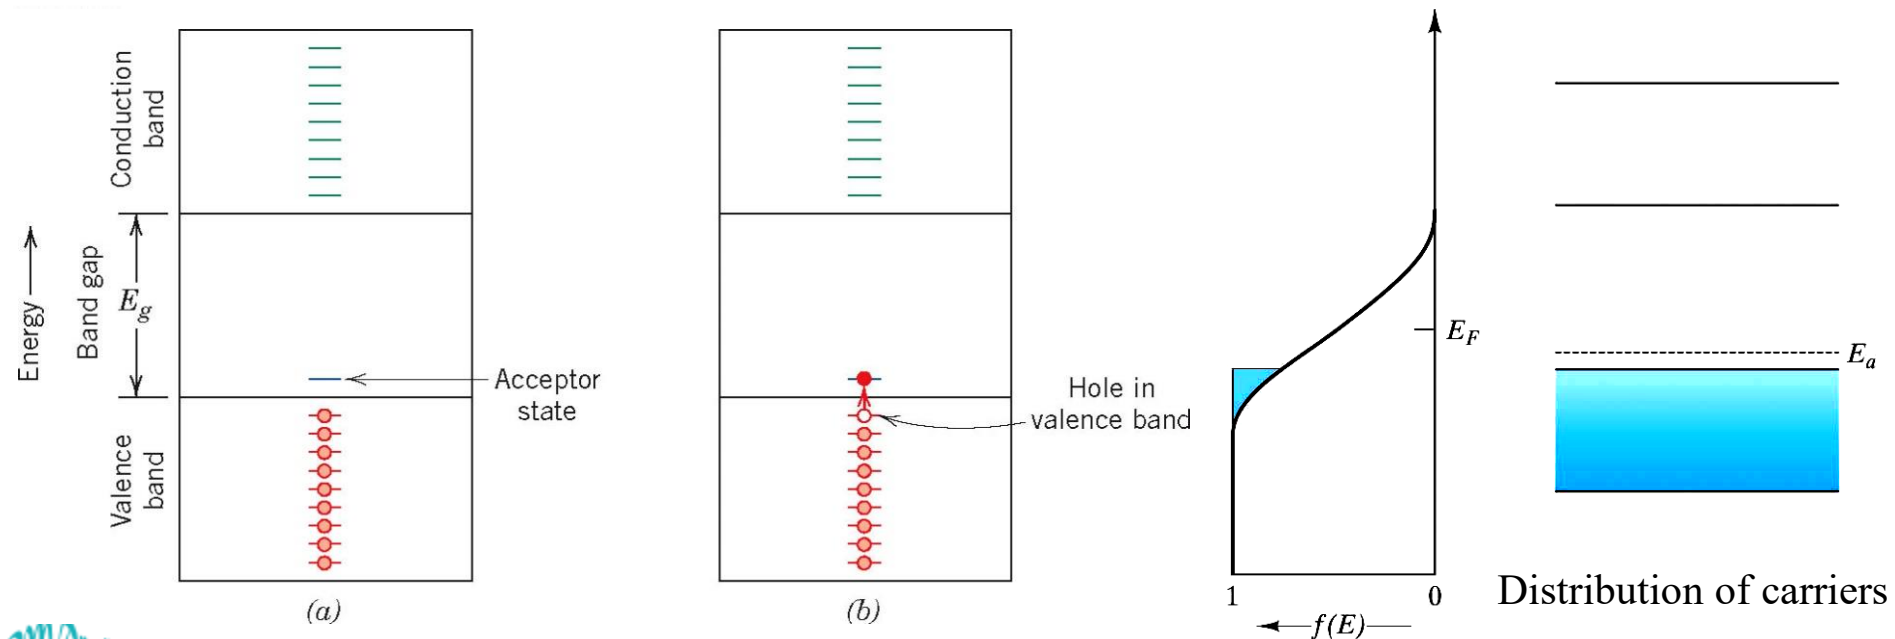 Conduction
band
Energy
Band gap
E_g
Valence
band
Acceptor
state
(a)
Hole in
valence band
(b)
E_F
1
0
f(E)
E_a
Distribution of carriers